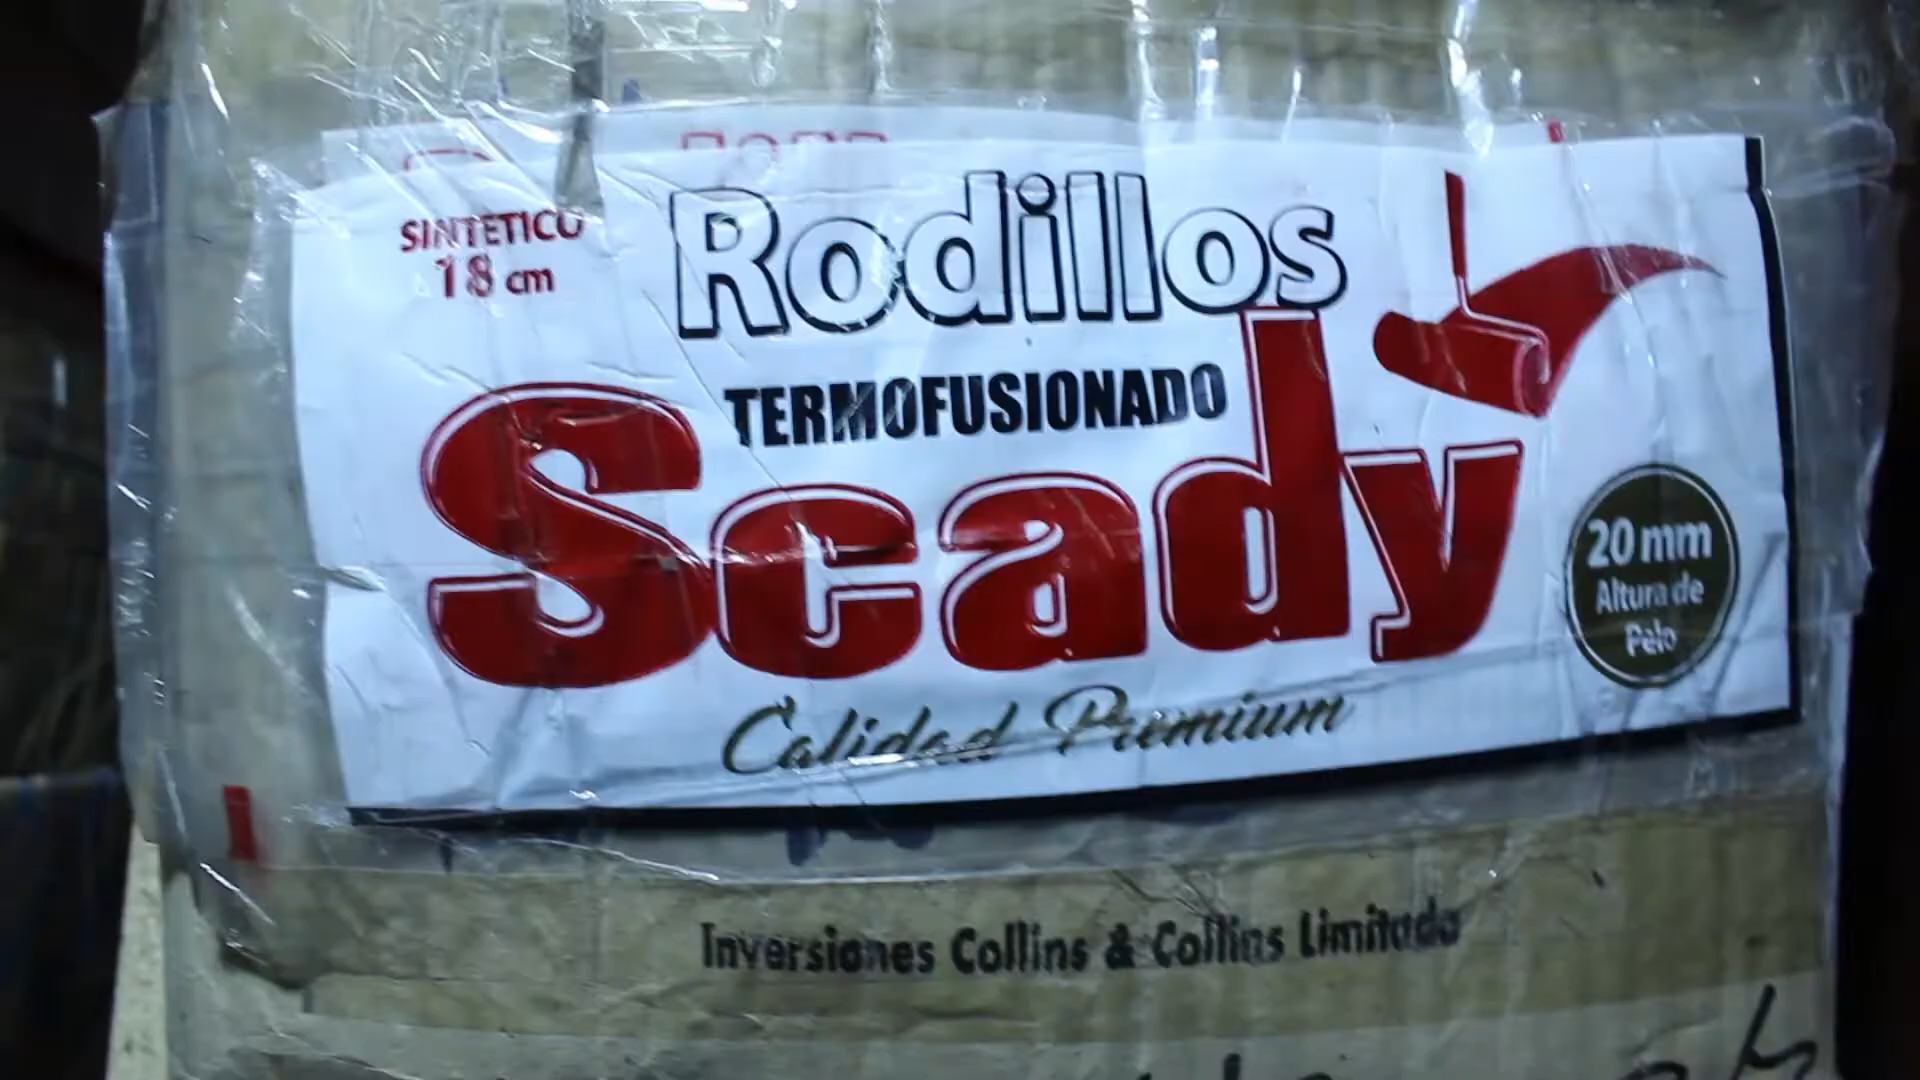 SINTETICO
18 cm
Rodillos
TERMOFUSIONADO
Scady
20 mm
Altura de
Pelo
Calidad Premium
Inversiones Collins & Collins Limitada